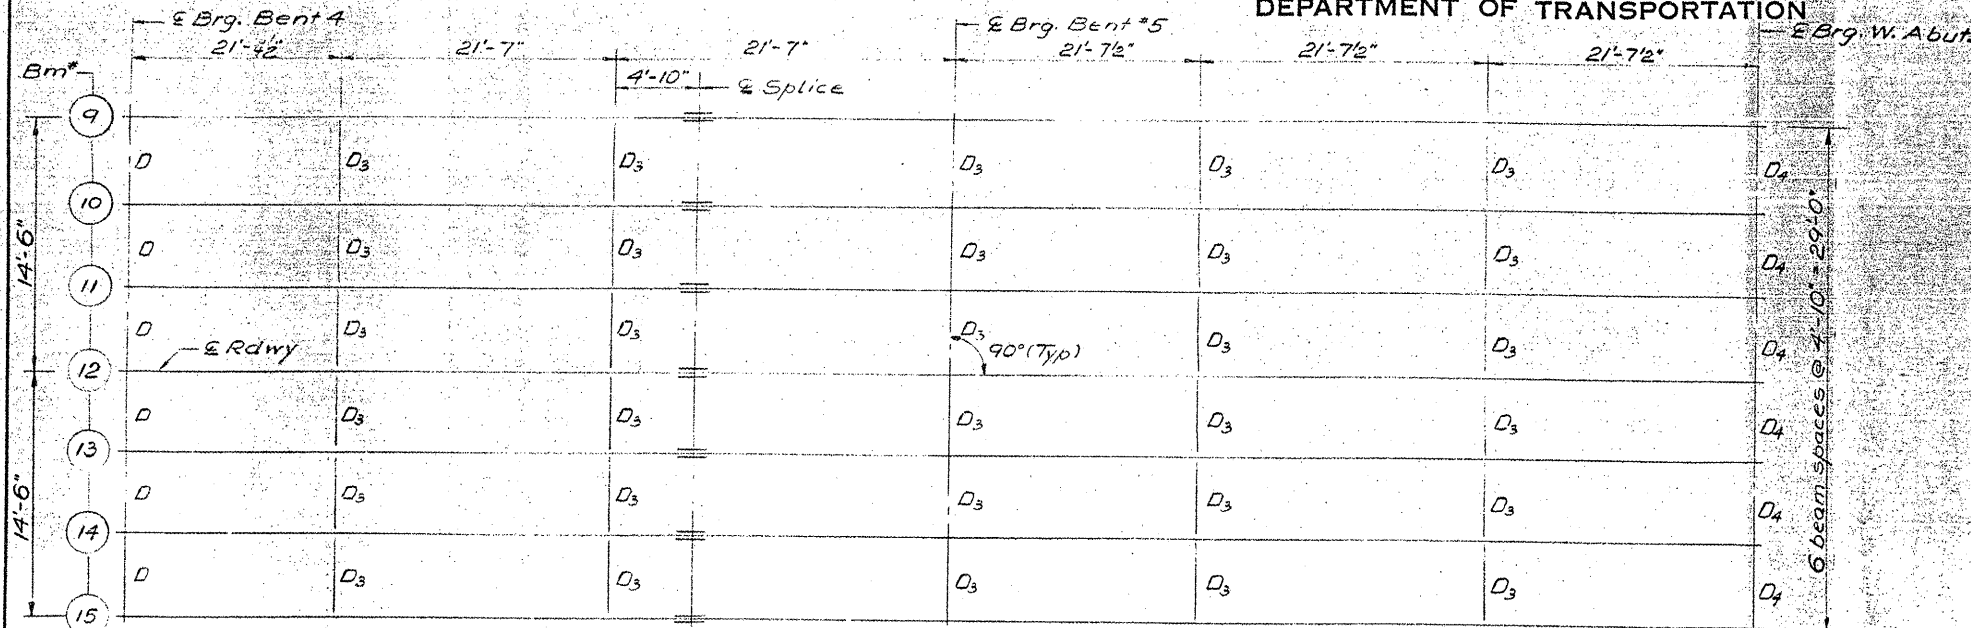 DEPARTMENT OF TRANSPORTATION
℄ Brg. Bent 4
℄ Brg. Bent #5
℄ Brg. W. Abut.
21'-4½" 21'-7" 21'-7" 21'-7½" 21'-7½" 21'-7½"
Bm#
4'-10" ℄ Splice
9
D D₃ D₃ D₃ D₃ D₃ D₄
10
14'-6"
D D₃ D₃ D₃ D₃ D₃ D₄
11
D D₃ D₃ D₃ D₃ D₃ D₄
℄ Rdwy
90° (Typ)
12
6 beam spaces @ 4'-10" = 29'-0"
D D₃ D₃ D₃ D₃ D₃ D₄
13
14'-6"
D D₃ D₃ D₃ D₃ D₃ D₄
14
D D₃ D₃ D₃ D₃ D₃ D₄
15